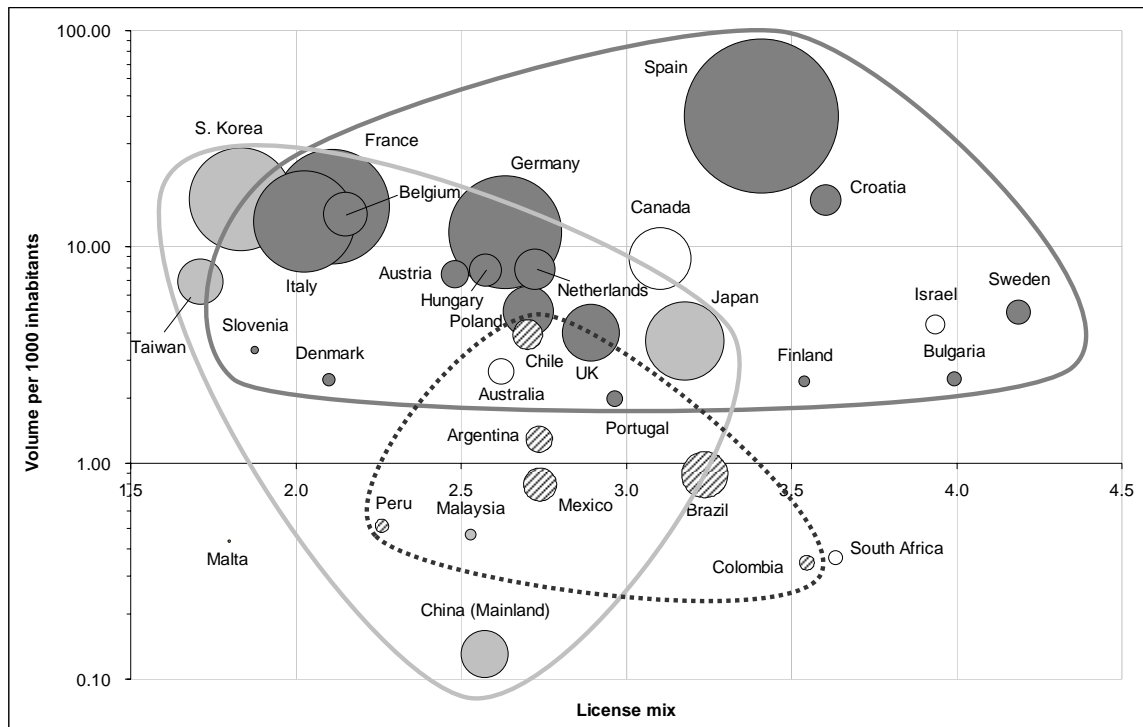 100.00
Spain
S. Korea
France
Germany
Belgium
Croatia
Canada
10.00
Austria
Sweden
Italy
Hungary
Netherlands
Japan
Israel
Poland
Slovenia
Taiwan
Denmark
Chile
Finland
Bulgaria
UK
Australia
Portugal
Argentina
1.00
1.5
2.0
2.5
3.0
3.5
4.0
4.5
Peru
Malaysia
Mexico
Brazil
Malta
South Africa
Colombia
China (Mainland)
0.10
Volume per 1000 inhabitants
License mix